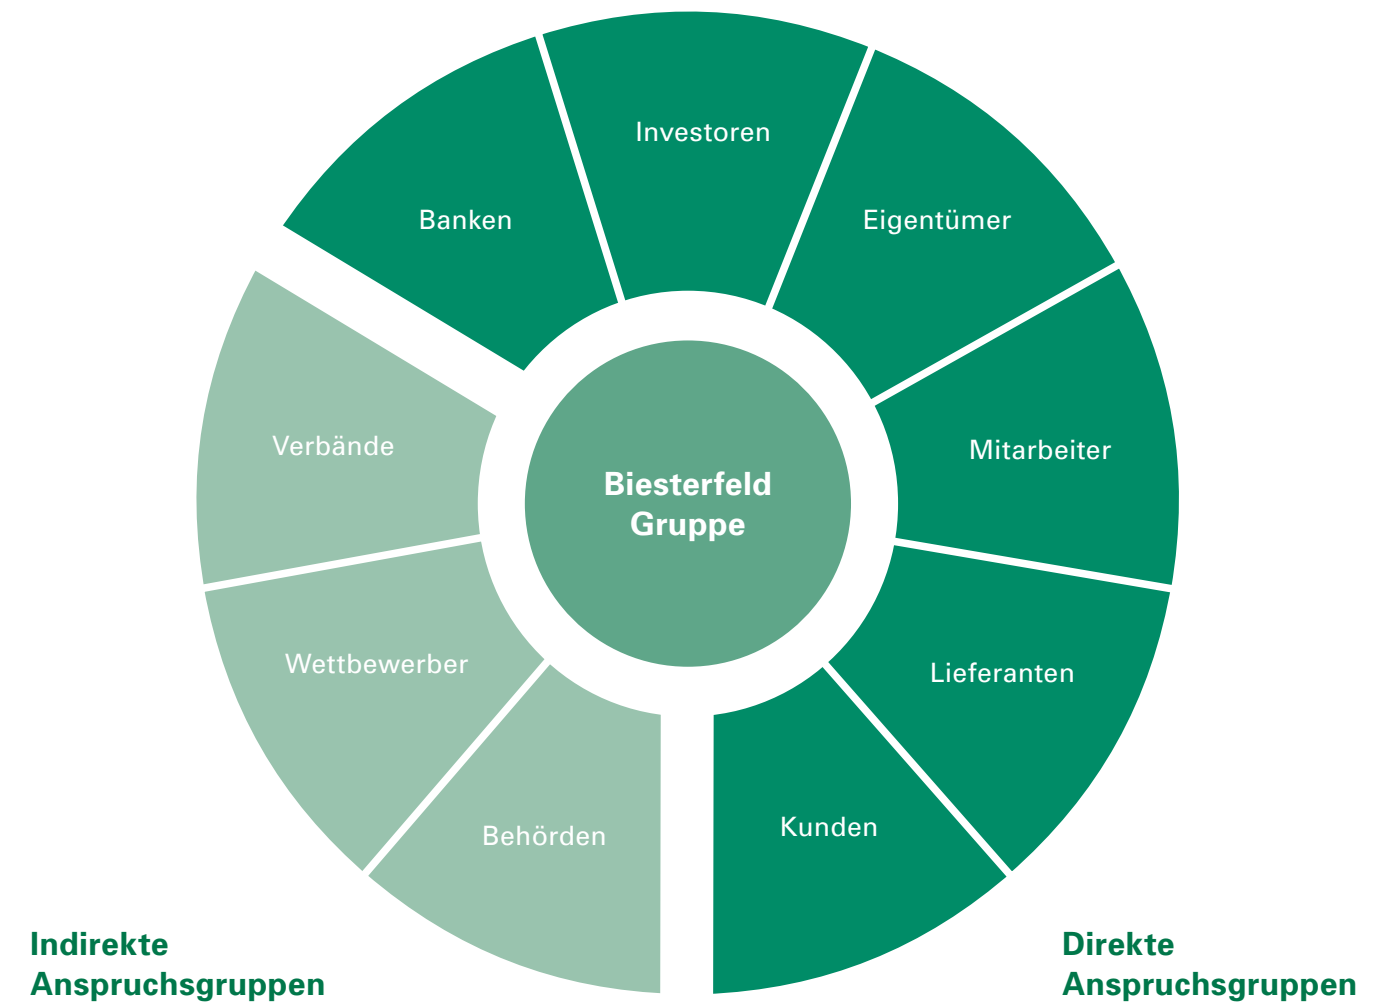 Investoren
Banken
Eigentümer
Verbände
Mitarbeiter
Biesterfeld
Gruppe
Wettbewerber
Lieferanten
Behörden
Kunden
Indirekte
Anspruchsgruppen
Direkte
Anspruchsgruppen